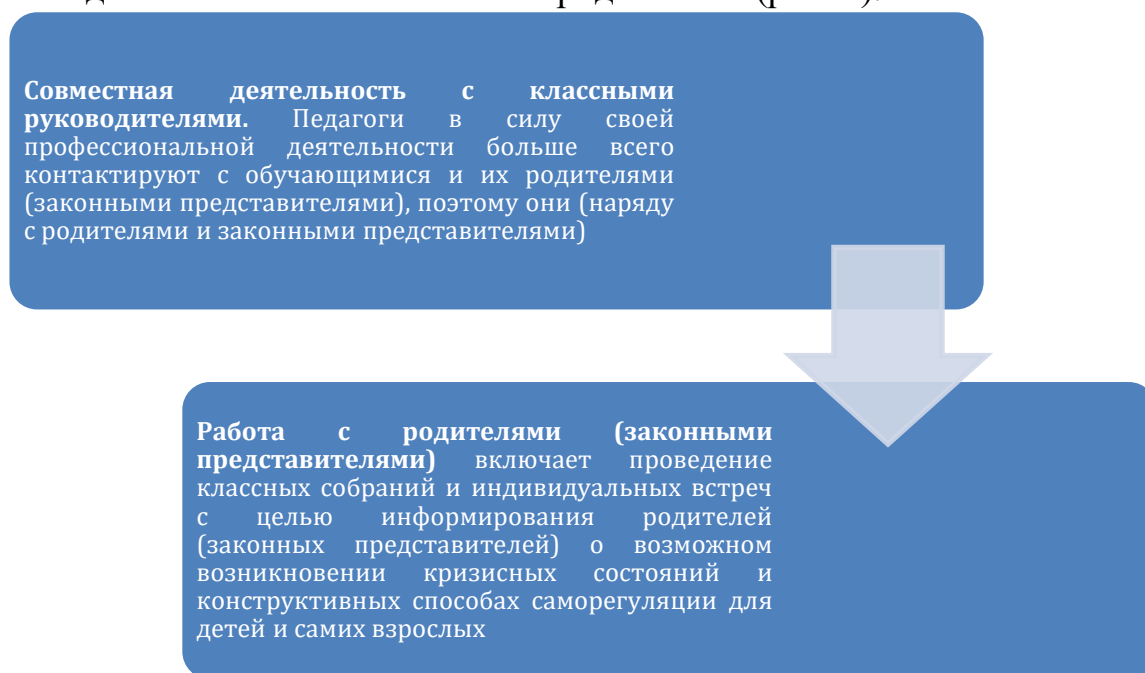 Совместная деятельность с классными
руководителями. Педагоги в силу своей
профессиональной деятельности больше всего
контактируют с обучающимися и их родителями
(законными представителями), поэтому они (наряду
с родителями и законными представителями)
Работа с родителями (законными
представителями) включает проведение
классных собраний и индивидуальных встреч
с целью информирования родителей
(законных представителей) о возможном
возникновении кризисных состояний и
конструктивных способах саморегуляции для
детей и самих взрослых